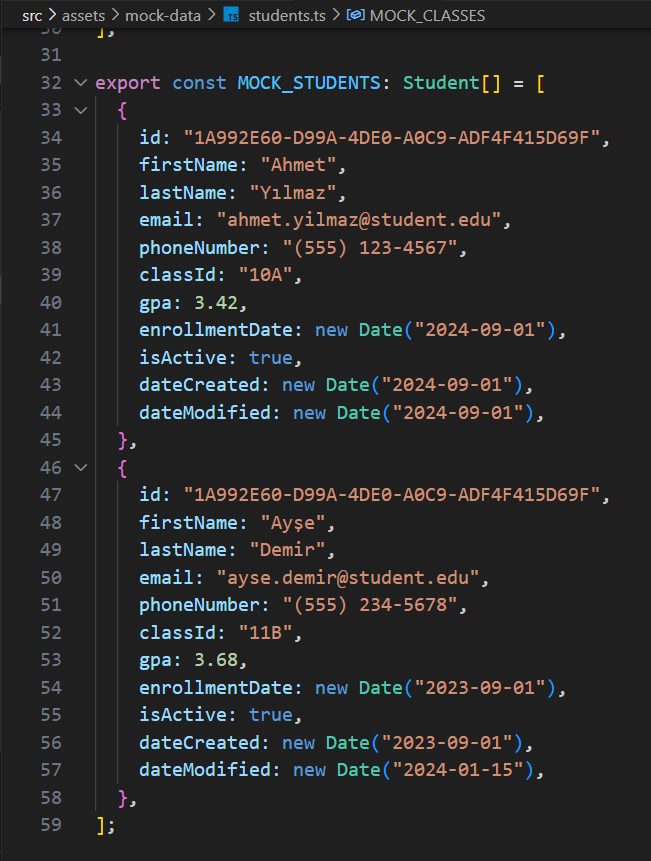 src > assets > mock-data > TS students.ts > MOCK_CLASSES
30 ];
31
32 export const MOCK_STUDENTS: Student[] = [
33 {
34 id: "1A992E60-D99A-4DE0-A0C9-ADF4F415D69F",
35 firstName: "Ahmet",
36 lastName: "Yılmaz",
37 email: "ahmet.yilmaz@student.edu",
38 phoneNumber: "(555) 123-4567",
39 classId: "10A",
40 gpa: 3.42,
41 enrollmentDate: new Date("2024-09-01"),
42 isActive: true,
43 dateCreated: new Date("2024-09-01"),
44 dateModified: new Date("2024-09-01"),
45 },
46 {
47 id: "1A992E60-D99A-4DE0-A0C9-ADF4F415D69F",
48 firstName: "Ayşe",
49 lastName: "Demir",
50 email: "ayse.demir@student.edu",
51 phoneNumber: "(555) 234-5678",
52 classId: "11B",
53 gpa: 3.68,
54 enrollmentDate: new Date("2023-09-01"),
55 isActive: true,
56 dateCreated: new Date("2023-09-01"),
57 dateModified: new Date("2024-01-15"),
58 },
59 ];